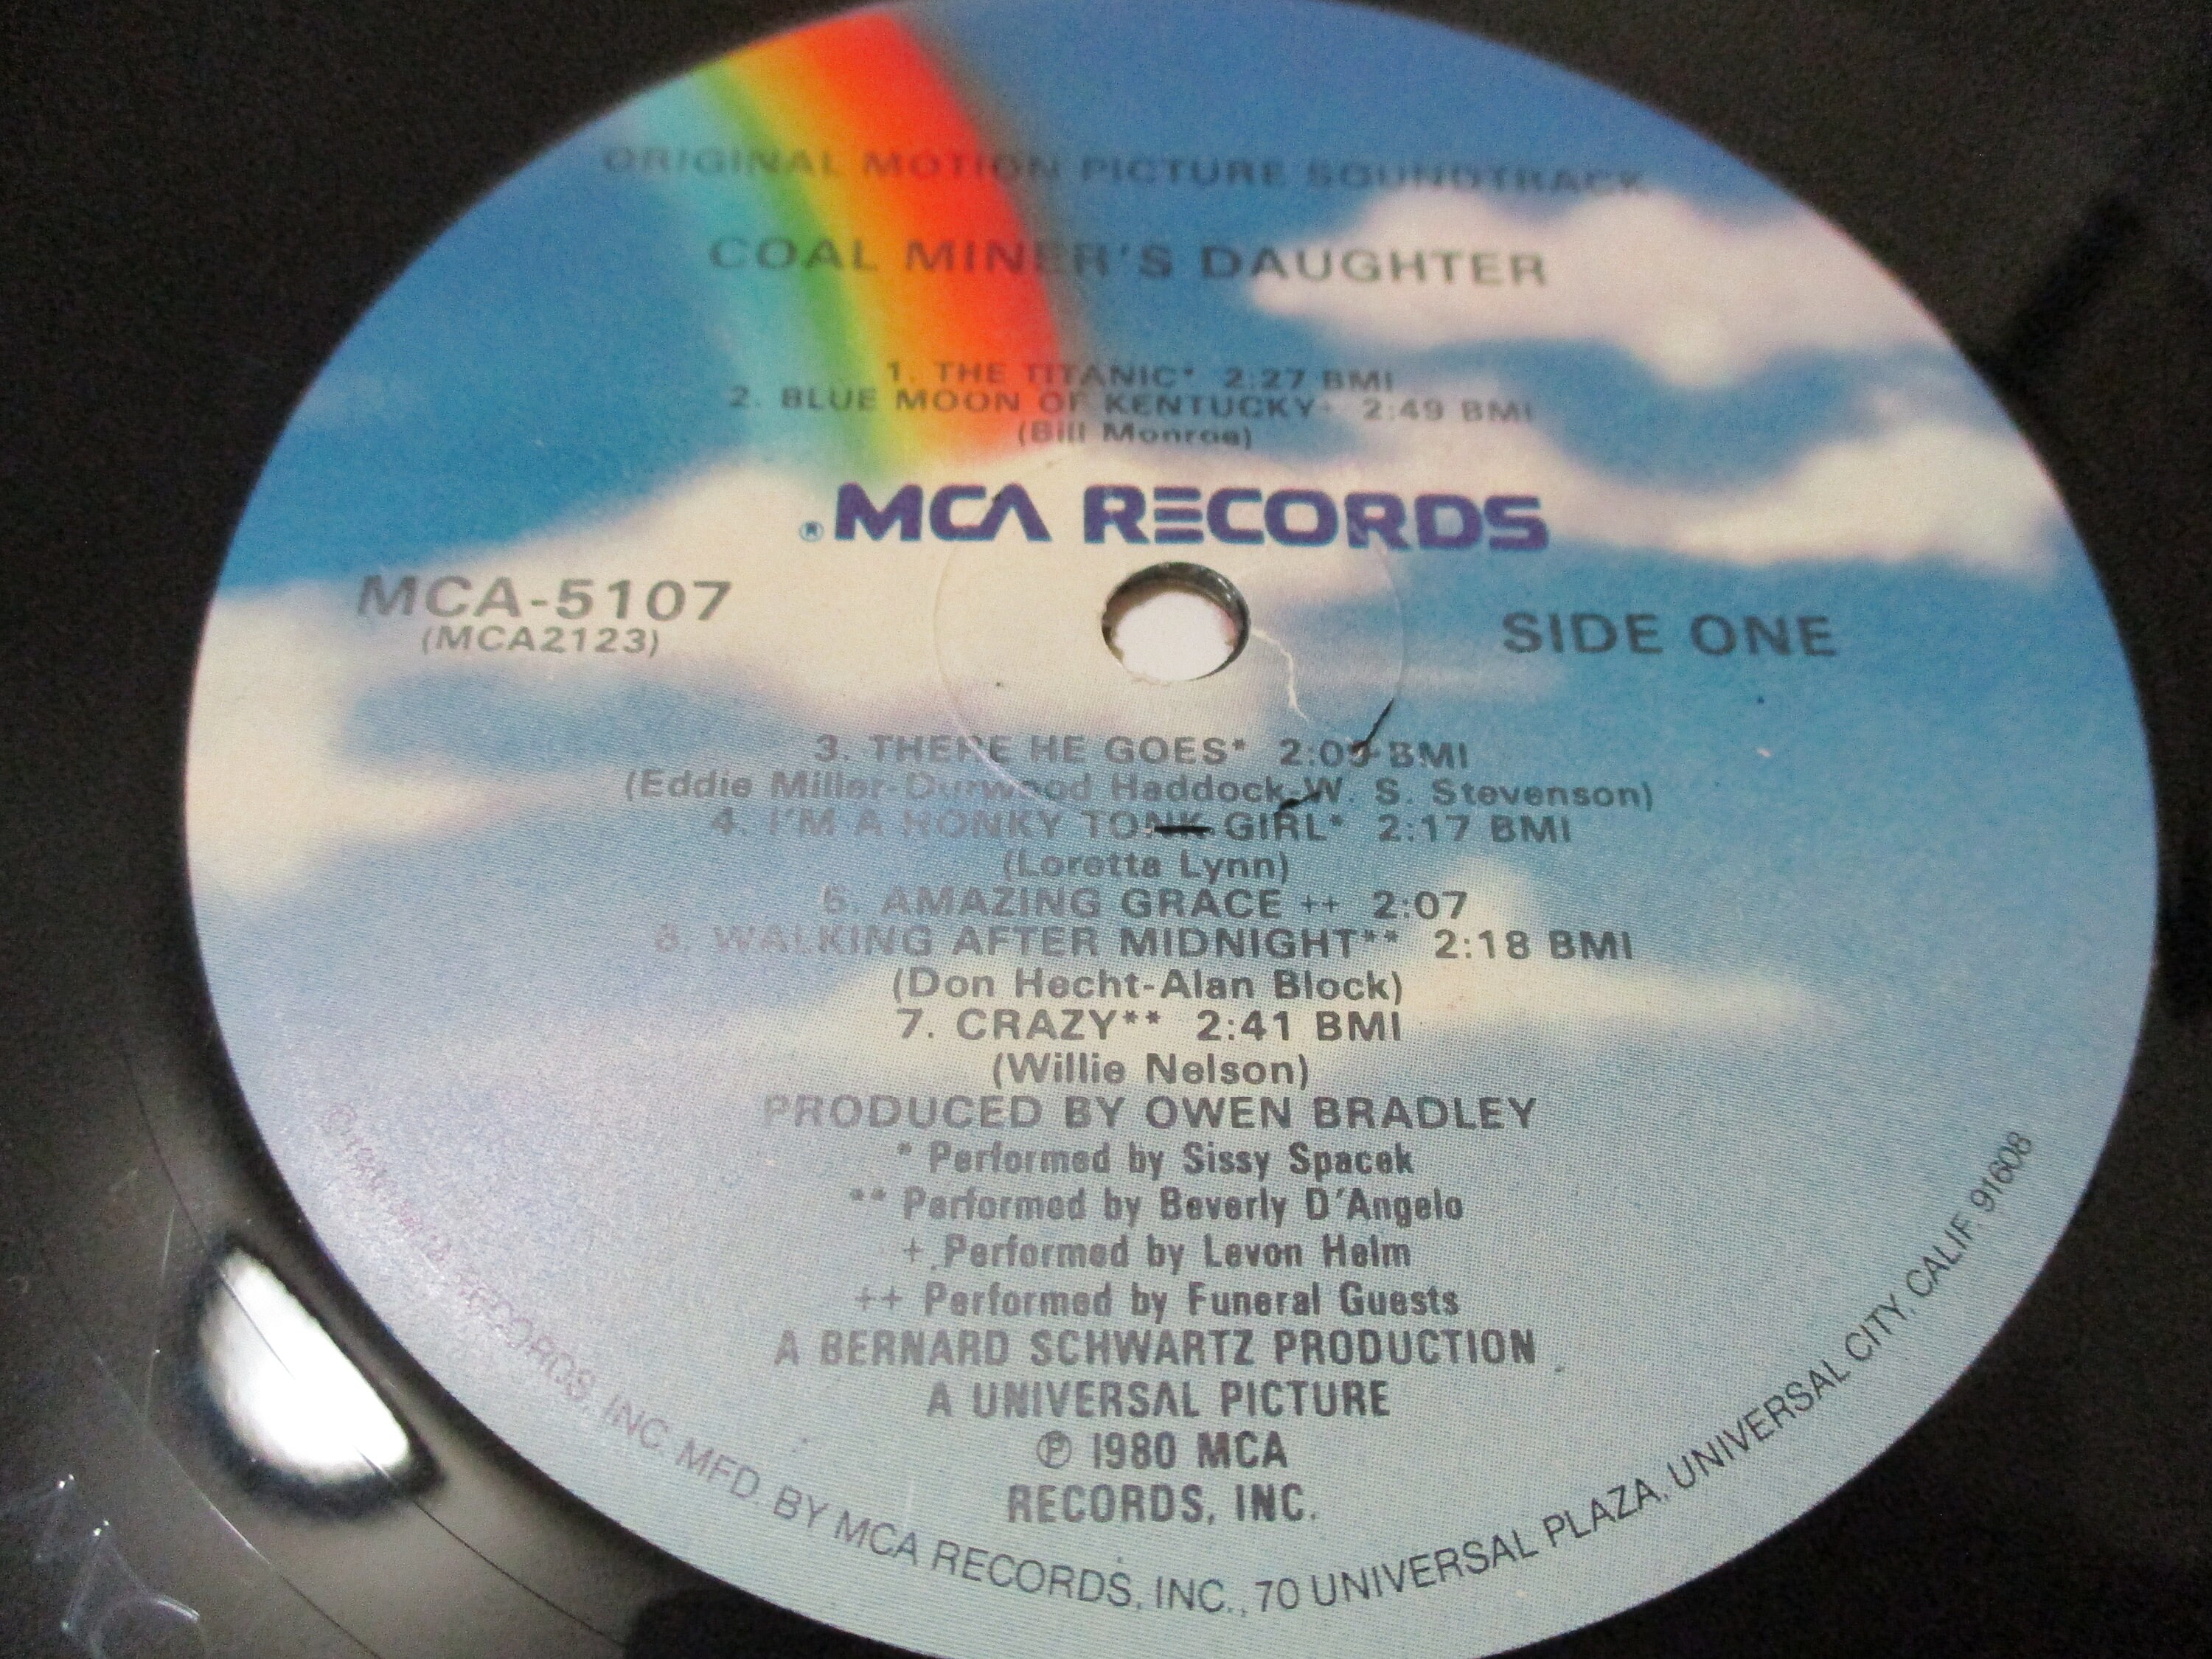 ORIGINAL MOTION PICTURE SOUNDTRACK
COAL MINER'S DAUGHTER
1. THE TITANIC* 2:27 BMI
2. BLUE MOON OF KENTUCKY+ 2:49 BMI
(Bill Monroe)
® MCA RECORDS
MCA-5107
(MCA2123)
SIDE ONE
3. THERE HE GOES* 2:09 BMI
(Eddie Miller-Durwood Haddock-W. S. Stevenson)
4. I'M A HONKY TONK GIRL* 2:17 BMI
(Loretta Lynn)
AMAZING GRACE ++ 2:07
WALKING AFTER MIDNIGHT** 2:18 BMI
(Don Hecht-Alan Block)
7. CRAZY** 2:41 BMI
(Willie Nelson)
PRODUCED BY OWEN BRADLEY
* Performed by Sissy Spacek
** Performed by Beverly D'Angelo
+ Performed by Levon Helm
++ Performed by Funeral Guests
A BERNARD SCHWARTZ PRODUCTION
A UNIVERSAL PICTURE
℗ 1980 MCA
RECORDS, INC.
RECORDS, INC. MFD. BY MCA RECORDS, INC., 70 UNIVERSAL PLAZA, UNIVERSAL CITY, CALIF. 91608